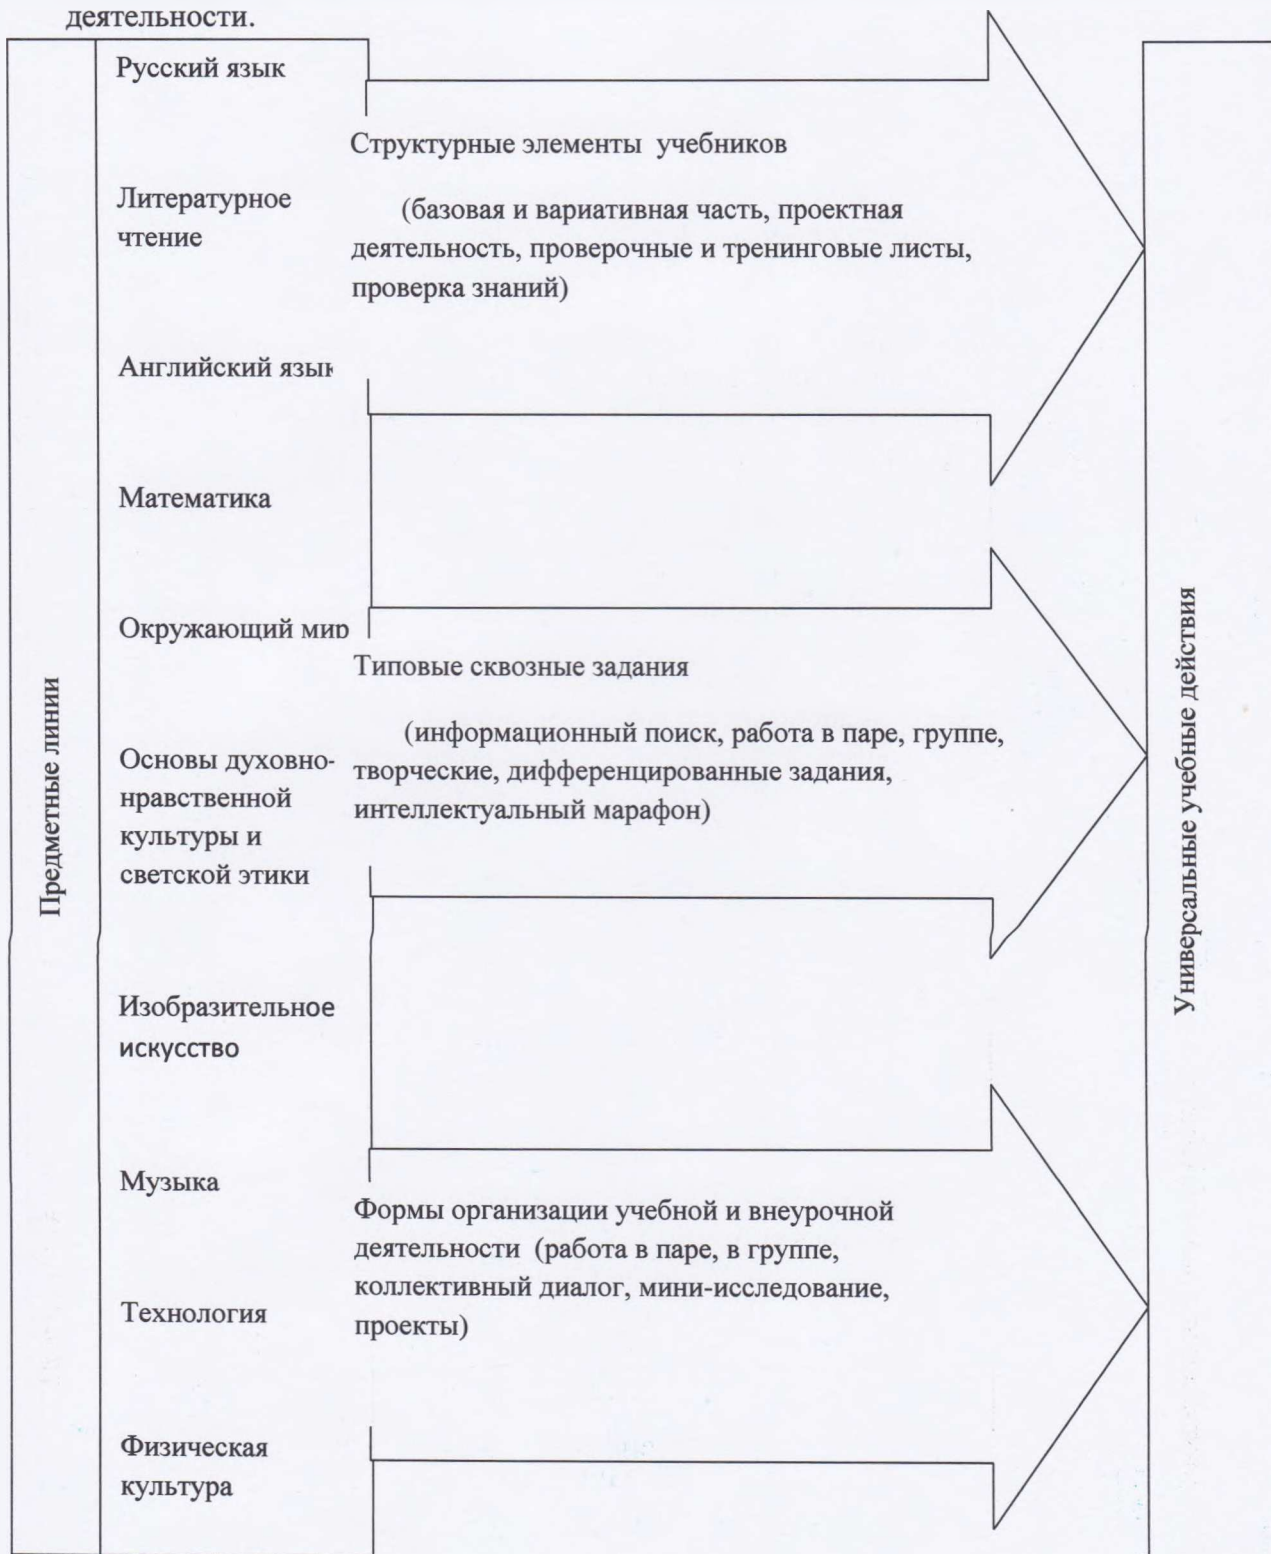 деятельности.
Предметные линии
Русский язык
Литературное
чтение
Английский язык
Математика
Окружающий мир
Основы духовно-
нравственной
культуры и
светской этики
Изобразительное
искусство
Музыка
Технология
Физическая
культура
Структурные элементы учебников
(базовая и вариативная часть, проектная
деятельность, проверочные и тренинговые листы,
проверка знаний)
Типовые сквозные задания
(информационный поиск, работа в паре, группе,
творческие, дифференцированные задания,
интеллектуальный марафон)
Формы организации учебной и внеурочной
деятельности (работа в паре, в группе,
коллективный диалог, мини-исследование,
проекты)
Универсальные учебные действия